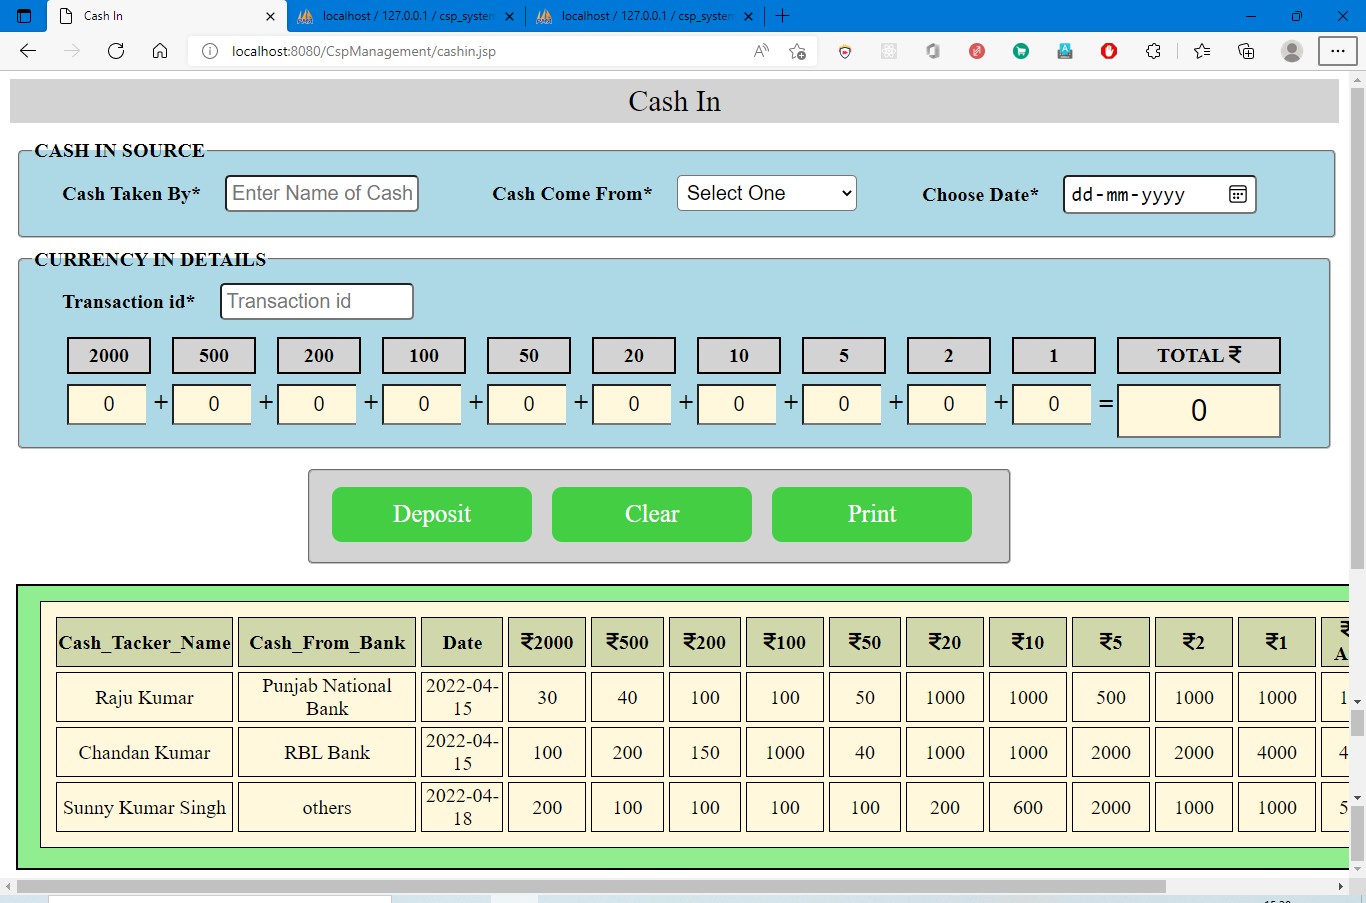 Cash In
localhost / 127.0.0.1 / csp_system
localhost / 127.0.0.1 / csp_system
localhost:8080/CspManagement/cashin.jsp
Cash In
CASH IN SOURCE
Cash Taken By* Enter Name of Cash Cash Come From* Select One Choose Date* dd-mm-yyyy
CURRENCY IN DETAILS
Transaction id* Transaction id
2000 500 200 100 50 20 10 5 2 1 TOTAL ₹
0 + 0 + 0 + 0 + 0 + 0 + 0 + 0 + 0 + 0 = 0
Deposit Clear Print
Cash_Tacker_Name Cash_From_Bank Date ₹2000 ₹500 ₹200 ₹100 ₹50 ₹20 ₹10 ₹5 ₹2 ₹1
Raju Kumar Punjab National Bank 2022-04-15 30 40 100 100 50 1000 1000 500 1000 1000
Chandan Kumar RBL Bank 2022-04-15 100 200 150 1000 40 1000 1000 2000 2000 4000
Sunny Kumar Singh others 2022-04-18 200 100 100 100 100 200 600 2000 1000 1000